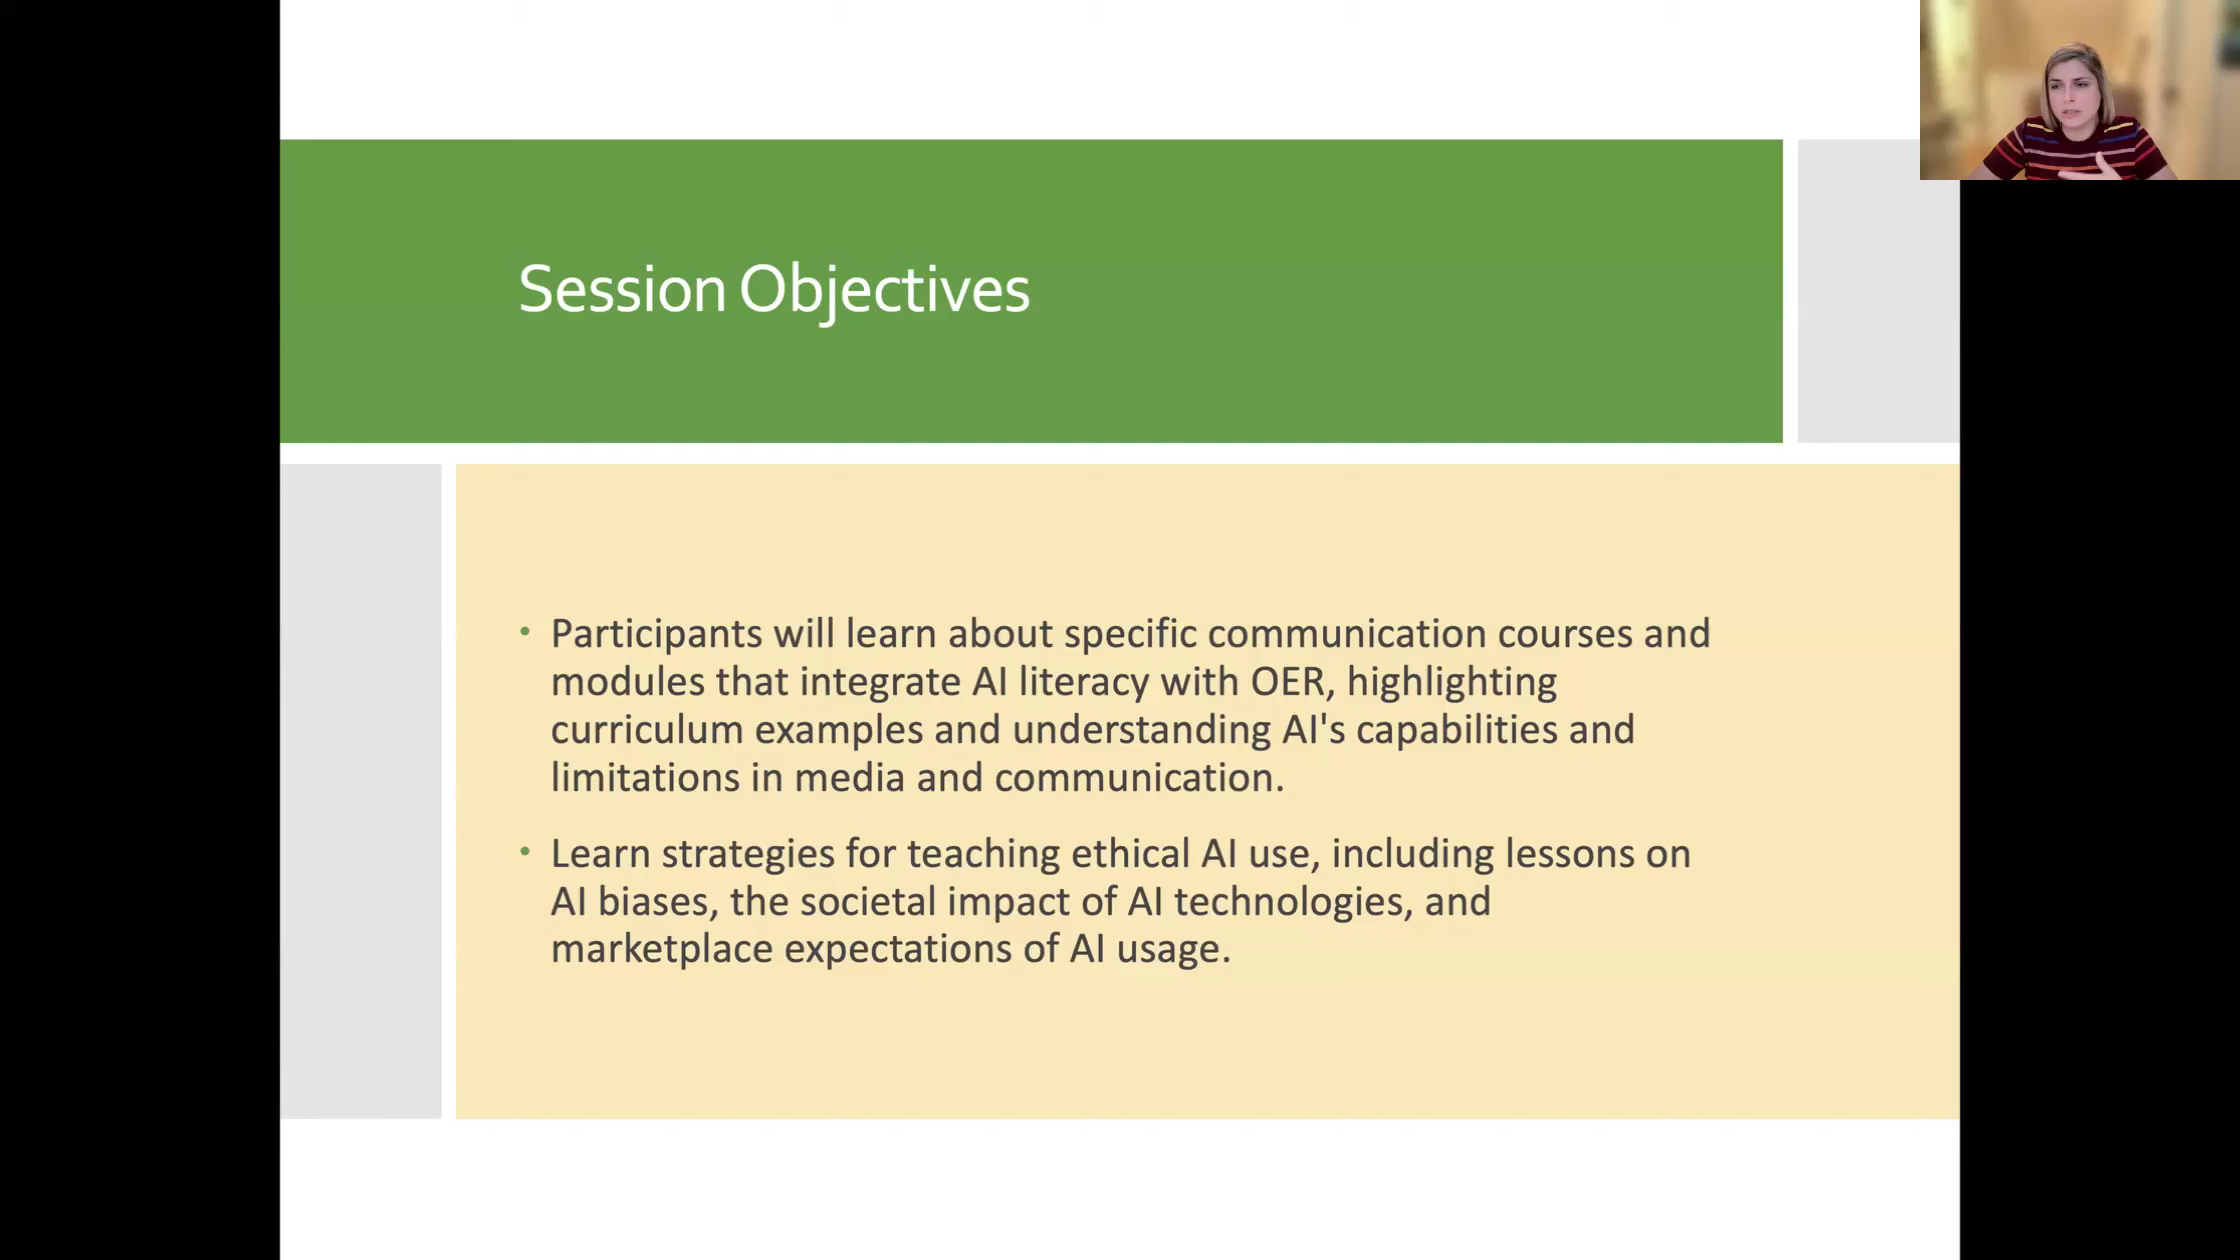 Session Objectives
• Participants will learn about specific communication courses and
modules that integrate AI literacy with OER, highlighting
curriculum examples and understanding AI's capabilities and
limitations in media and communication.
• Learn strategies for teaching ethical AI use, including lessons on
AI biases, the societal impact of AI technologies, and
marketplace expectations of AI usage.